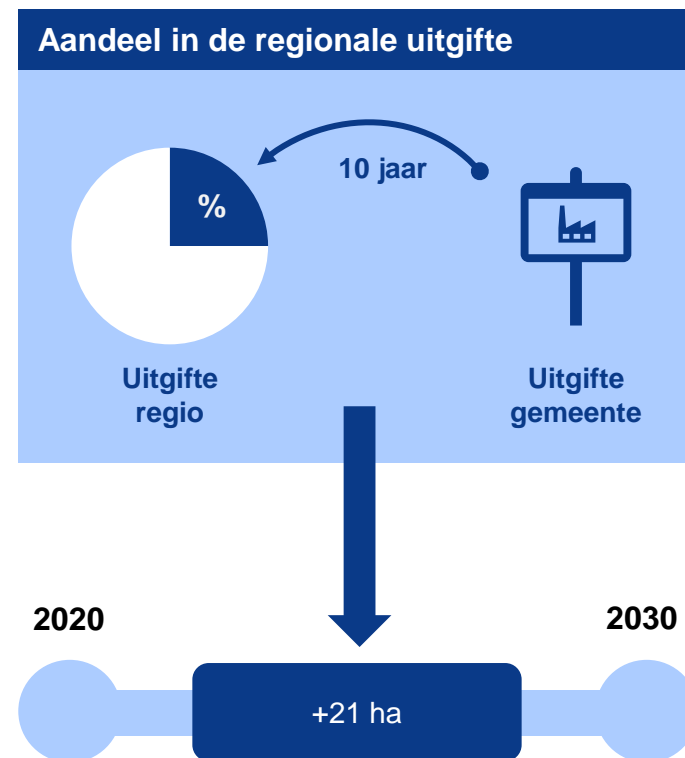 Aandeel in de regionale uitgifte
10 jaar
%
Uitgifte
regio
Uitgifte
gemeente
2020
2030
+21 ha